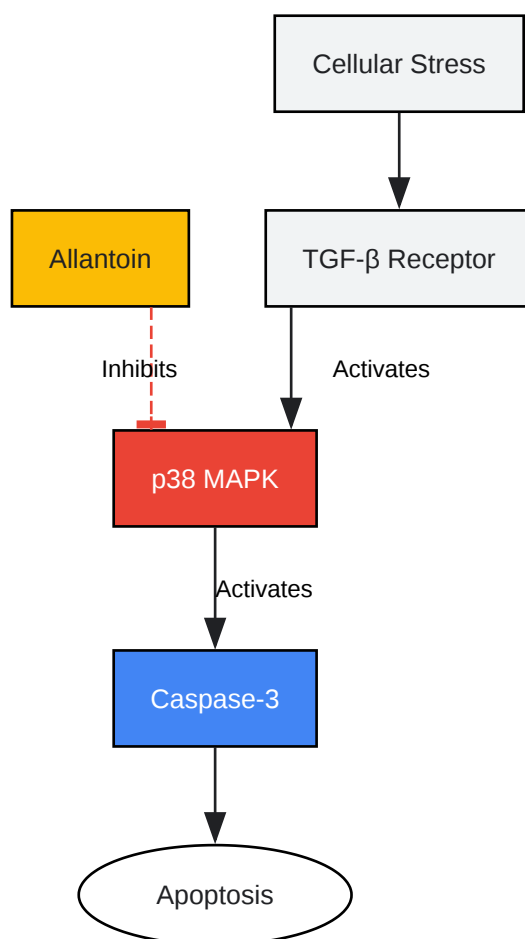 Cellular Stress
Allantoin
TGF-β Receptor
Inhibits
Activates
p38 MAPK
Activates
Caspase-3
Apoptosis